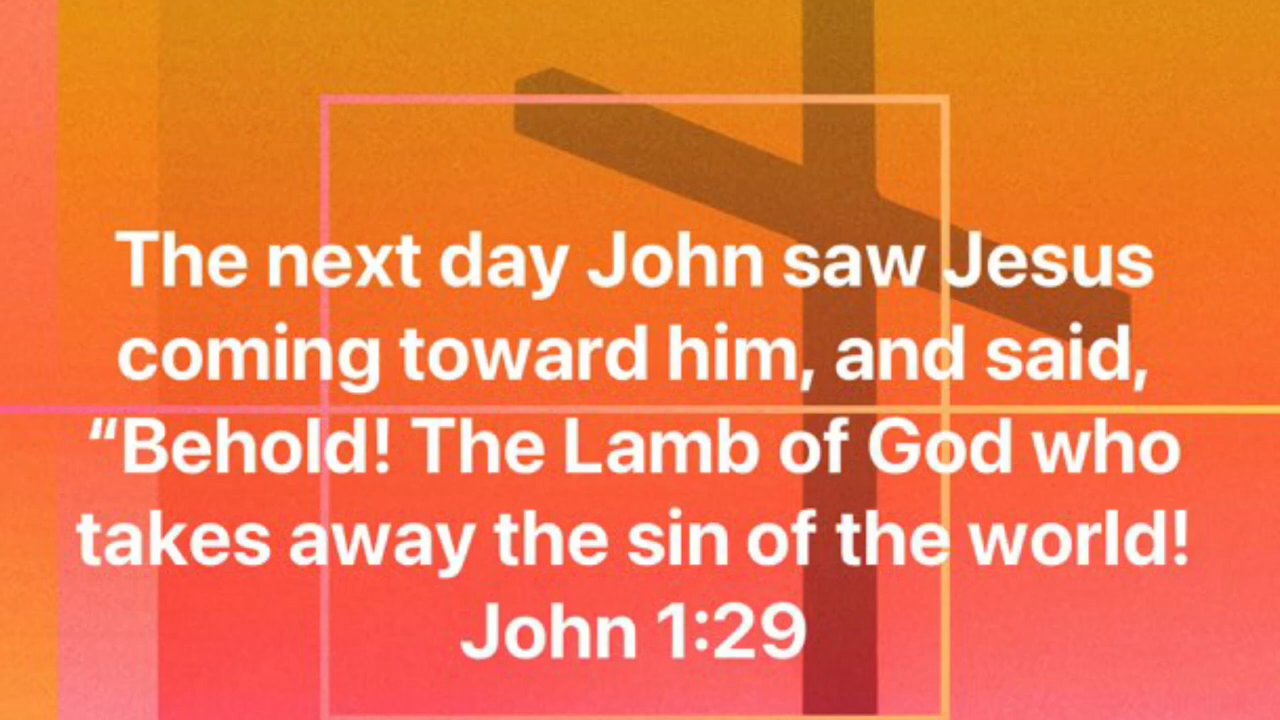 The next day John saw Jesus
coming toward him, and said,
“Behold! The Lamb of God who
takes away the sin of the world!
John 1:29